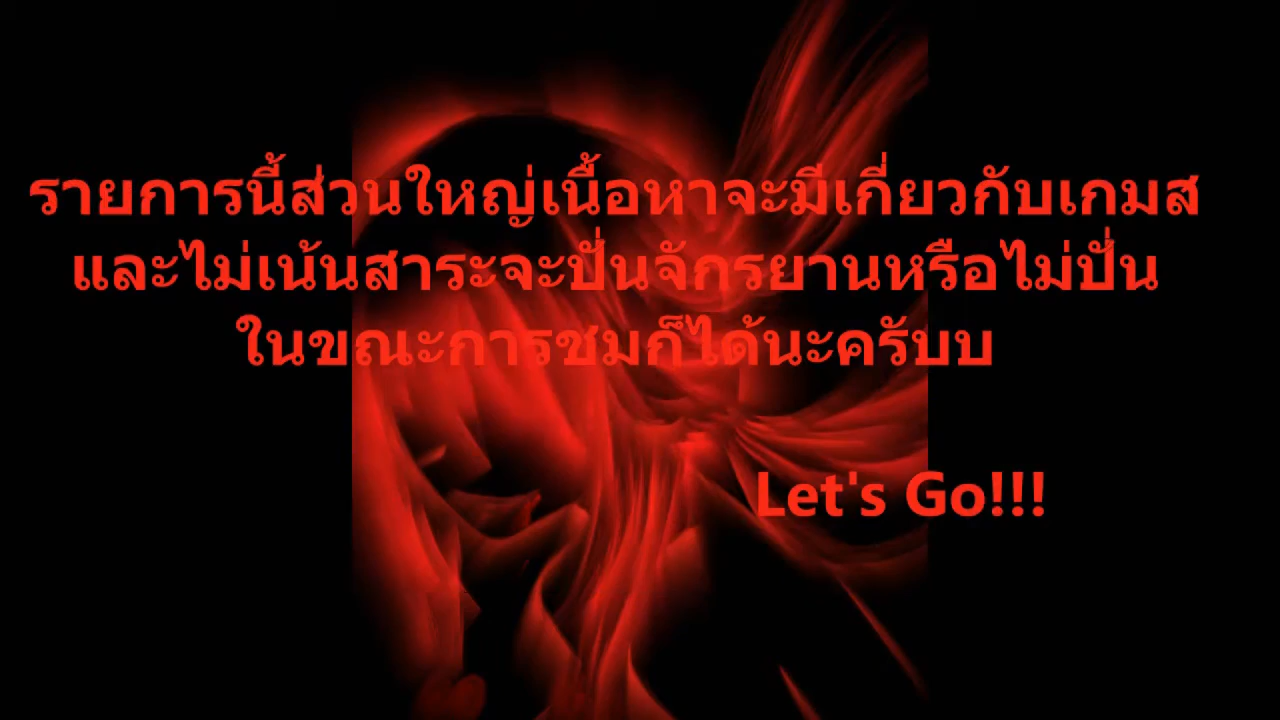 รายการนี้ส่วนใหญ่เนื้อหาจะมีเกี่ยวกับเกมส
และไม่เน้นสาระจะปั่นจักรยานหรือไม่ปั่น
ในขณะการชมก็ได้นะครับบ
Let's Go!!!